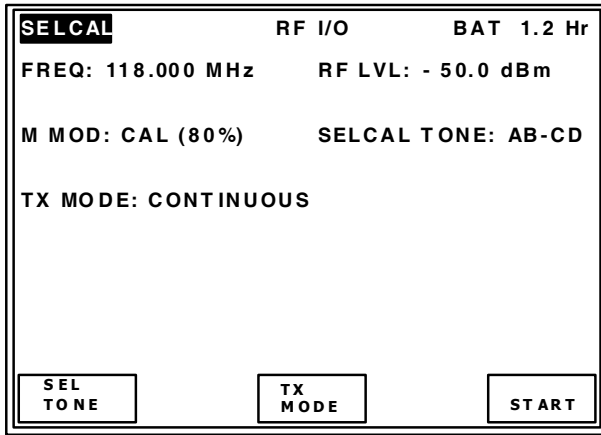 SELCAL RF I/O BAT 1.2 Hr
FREQ: 118.000 MHz RF LVL: - 50.0 dBm
M MOD: CAL (80%) SELCAL TONE: AB-CD
TX MODE: CONTINUOUS
SEL
TONE
TX
MODE
START